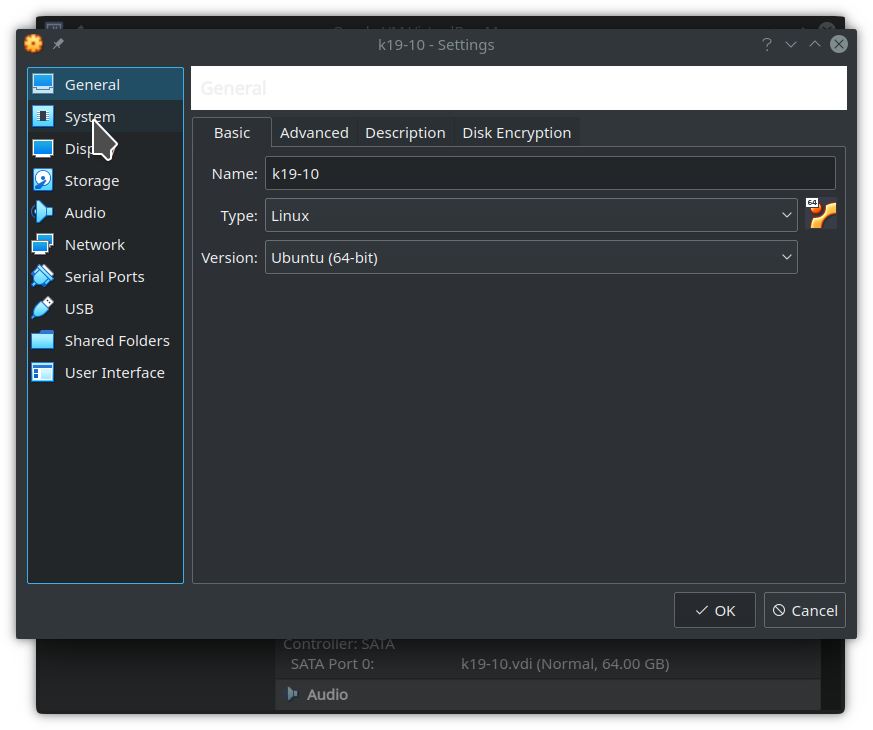 k19-10 - Settings
General
System
Storage
Audio
Network
Serial Ports
USB
Shared Folders
User Interface
General
Basic Advanced Description Disk Encryption
Name: k19-10
Type: Linux
64
Version: Ubuntu (64-bit)
OK Cancel
Controller: SATA
SATA Port 0: k19-10.vdi (Normal, 64.00 GB)
Audio